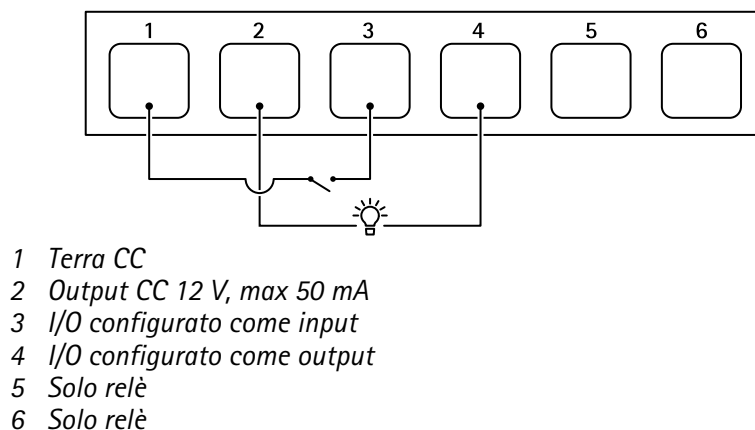 1 2 3 4 5 6
1 Terra CC
2 Output CC 12 V, max 50 mA
3 I/O configurato come input
4 I/O configurato come output
5 Solo relè
6 Solo relè